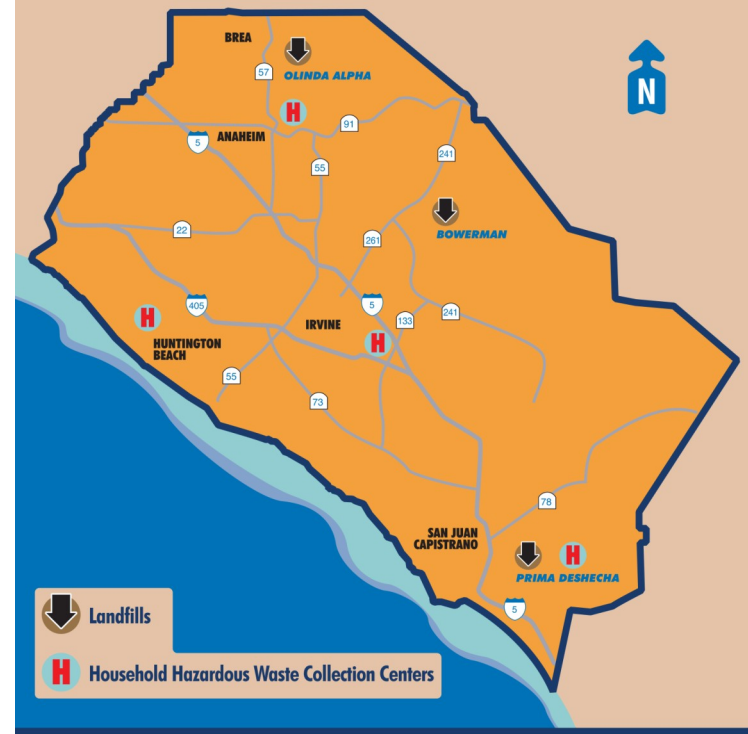 BREA
OLINDA ALPHA
57
N
91
ANAHEIM
5
55
241
22
261
BOWERMAN
405
5
241
133
IRVINE
HUNTINGTON
BEACH
55
73
78
SAN JUAN
CAPISTRANO
PRIMA DESHECHA
5
H
H
H
H
Landfills
H Household Hazardous Waste Collection Centers